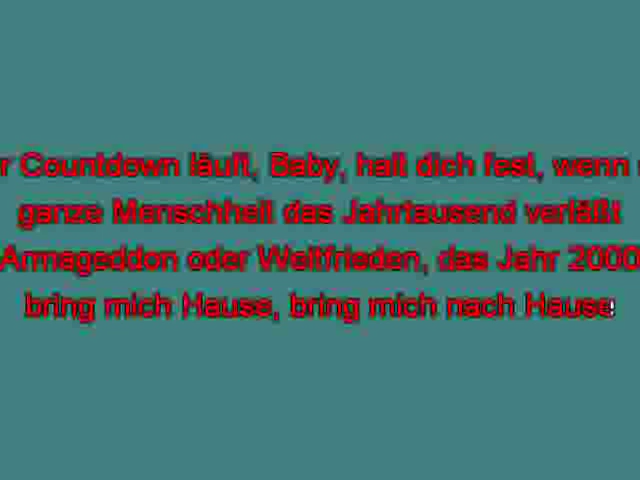 r Countdown läuft, Baby, halt dich fest, wenn
ganze Menschheit das Jahrtausend verläßt
Armageddon oder Weltfrieden, das Jahr 2000
bring mich Hause, bring mich nach Hause